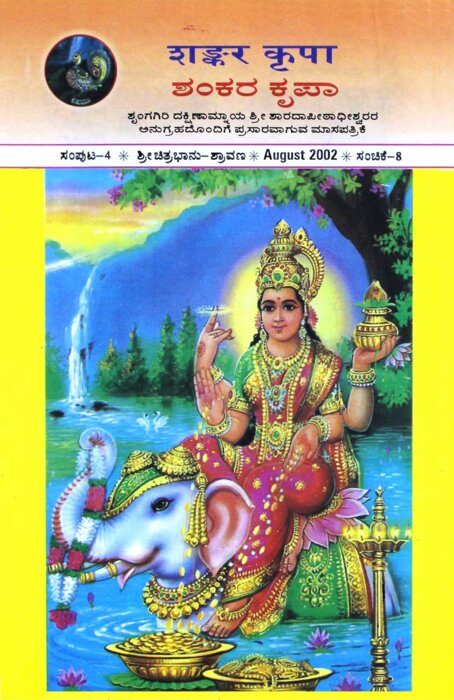 शङ्कर कृपा
ಶಂಕರ ಕೃಪಾ
ಶೃಂಗಗಿರಿ ದಕ್ಷಿಣಾಮ್ನಾಯ ಶ್ರೀ ಶಾರದಾಪೀಠಾಧೀಶ್ವರರ
ಅನುಗ್ರಹದೊಂದಿಗೆ ಪ್ರಸಾರವಾಗುವ ಮಾಸಪತ್ರಿಕೆ
ಸಂಪುಟ-4 ✳ ಶ್ರೀ ಚಿತ್ರಭಾನು-ಶ್ರಾವಣ ✳ August 2002 ✳ ಸಂಚಿಕೆ-8